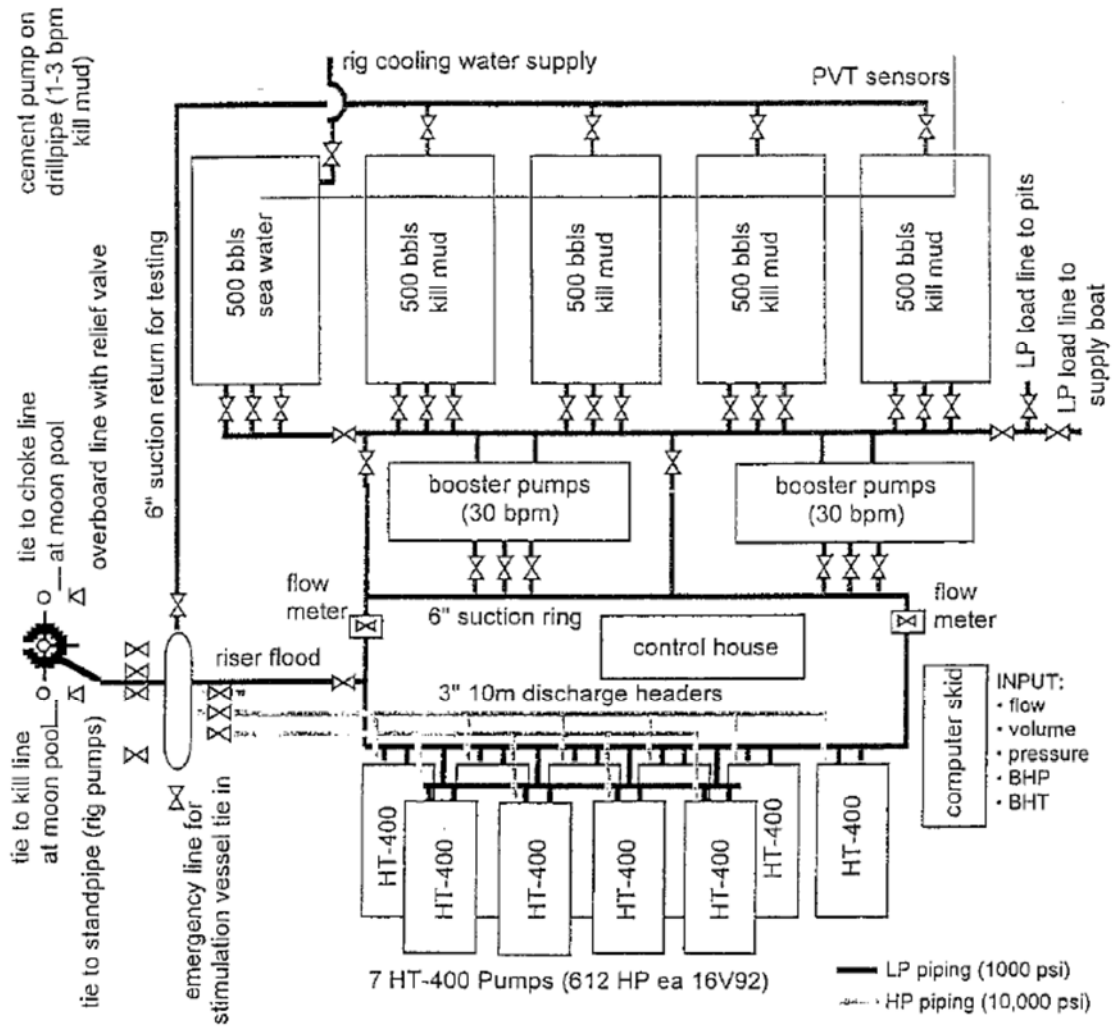 cement pump on
drillpipe (1-3 bpm
kill mud)
rig cooling water supply
PVT sensors
500 bbls
sea water
500 bbls
kill mud
500 bbls
kill mud
500 bbls
kill mud
500 bbls
kill mud
LP load line to pits
LP load line to
supply boat
6" suction return for testing
overboard line with relief valve
tie to choke line
at moon pool
booster pumps
(30 bpm)
booster pumps
(30 bpm)
flow
meter
6" suction ring
flow
meter
control house
riser flood
3" 10m discharge headers
computer skid
INPUT:
• flow
• volume
• pressure
• BHP
• BHT
tie to kill line
at moon pool
tie to standpipe (rig pumps)
emergency line for
stimulation vessel tie in
HT-400
HT-400
HT-400
HT-400
HT-400
HT-400
HT-400
7 HT-400 Pumps (612 HP ea 16V92)
LP piping (1000 psi)
HP piping (10,000 psi)